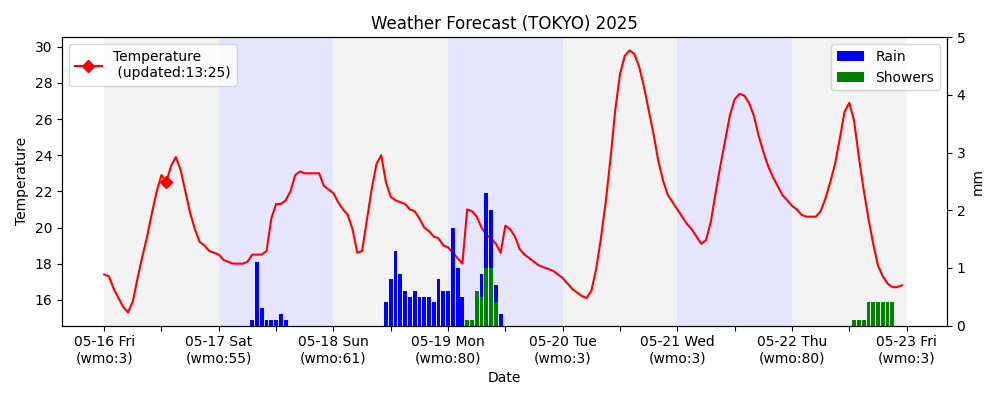 Weather Forecast (TOKYO) 2025
Temperature
(updated:13:25)
Rain
Showers
30
28
26
24
22
20
18
16
Temperature
5
4
3
2
1
0
mm
05-16 Fri
(wmo:3)
05-17 Sat
(wmo:55)
05-18 Sun
(wmo:61)
05-19 Mon
(wmo:80)
05-20 Tue
(wmo:3)
05-21 Wed
(wmo:3)
05-22 Thu
(wmo:80)
05-23 Fri
(wmo:3)
Date